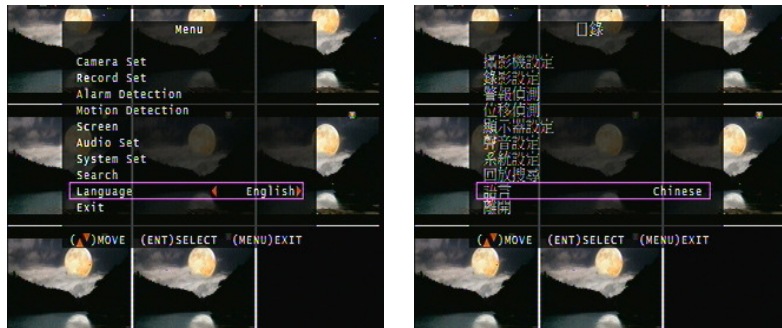 Menu
Camera Set
Record Set
Alarm Detection
Motion Detection
Screen
Audio Set
System Set
Search
Language English
Exit
( )MOVE (ENT)SELECT (MENU)EXIT
目錄
攝影機設定
錄影設定
警報偵測
位移偵測
顯示器設定
聲音設定
系統設定
回放搜尋
語言 Chinese
離開
( )MOVE (ENT)SELECT (MENU)EXIT